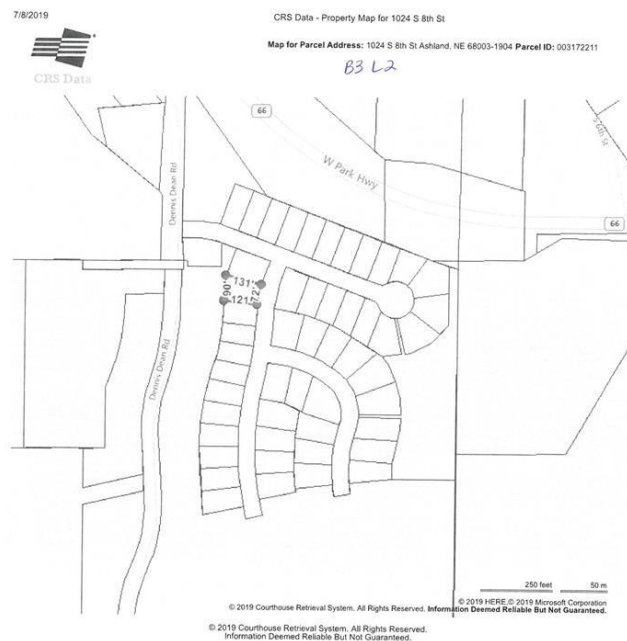 7/8/2019
CRS Data - Property Map for 1024 S 8th St
CRS Data
Map for Parcel Address: 1024 S 8th St Ashland, NE 68003-1904 Parcel ID: 003172211
B3 L2
66
W Park Hwy
S 6th St
66
Dennis Dean Rd
131'
90'
72'
121'
Dennis Dean Rd
250 feet 50 m
© 2019 HERE,© 2019 Microsoft Corporation
© 2019 Courthouse Retrieval System. All Rights Reserved. Information Deemed Reliable But Not Guaranteed.
© 2019 Courthouse Retrieval System. All Rights Reserved.
Information Deemed Reliable But Not Guaranteed.